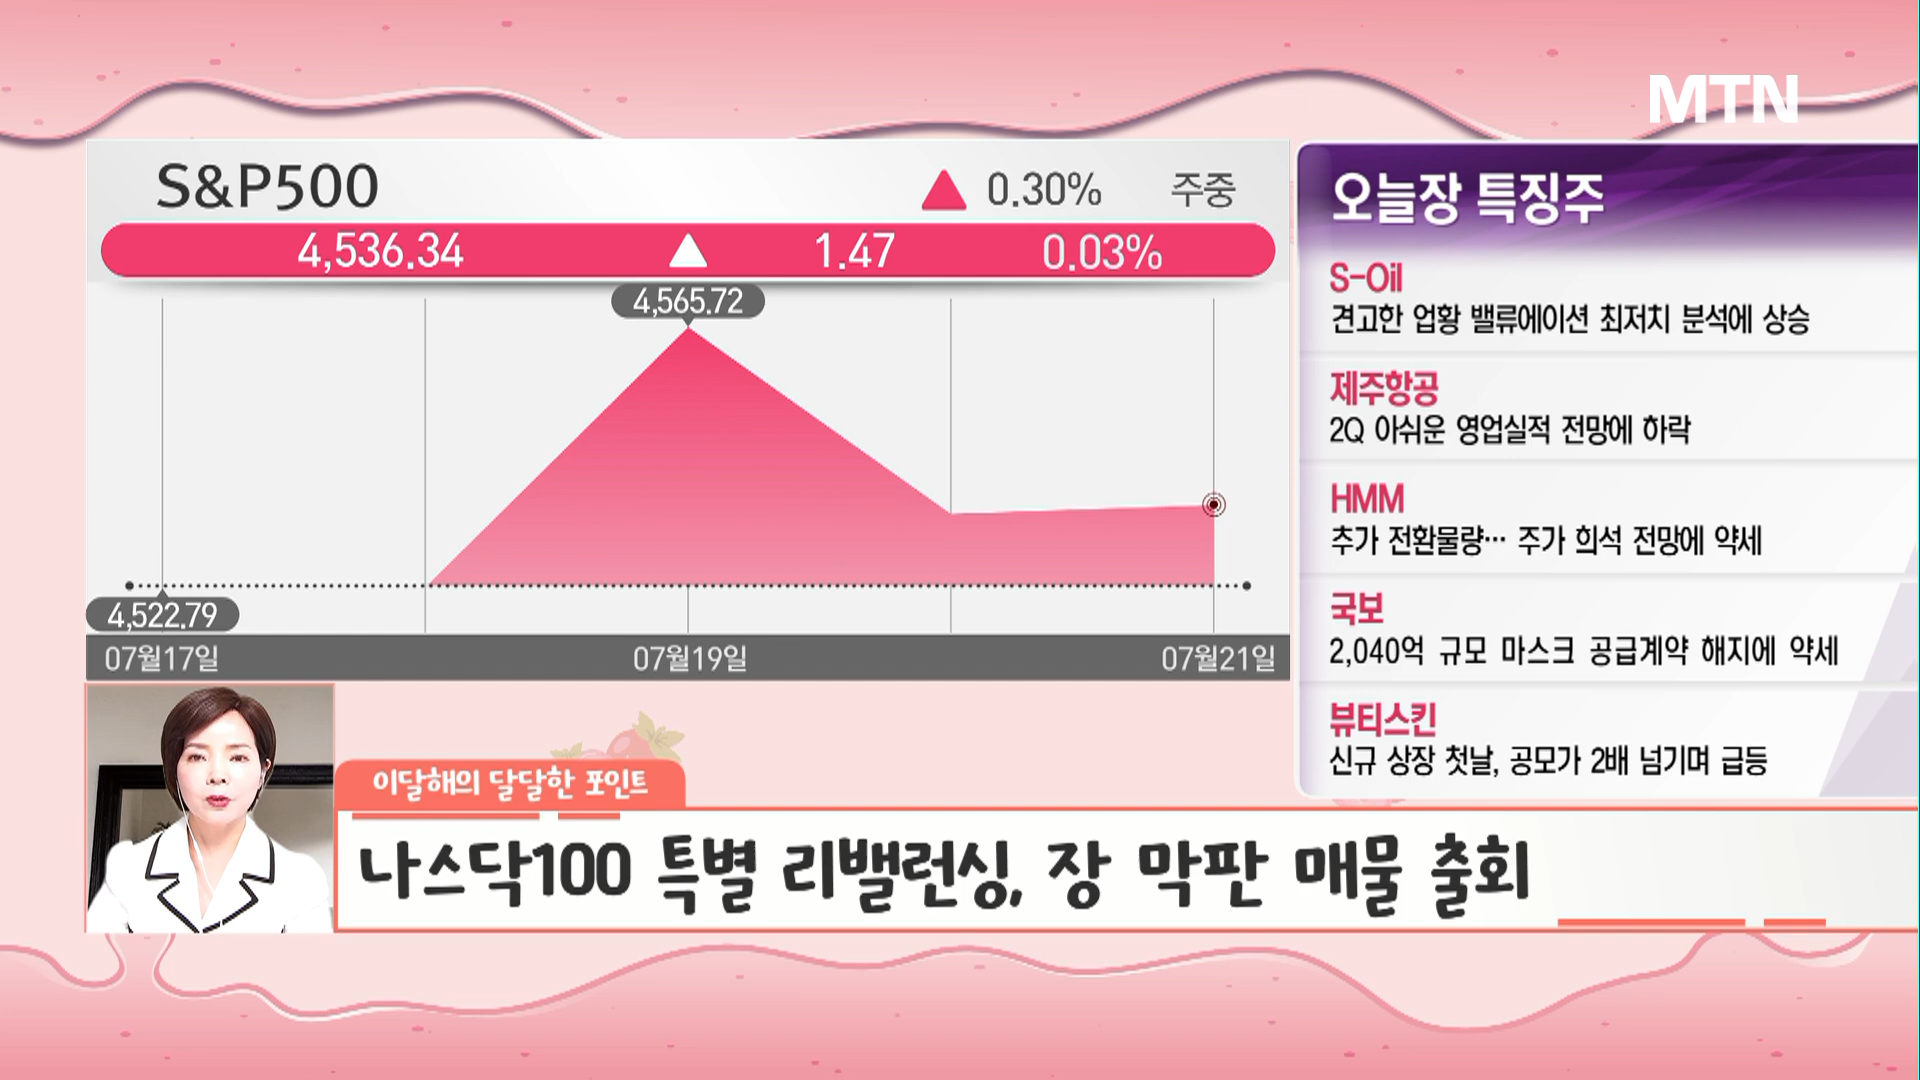 MTN
S&P500 ▲ 0.30% 주중
4,536.34 ▲ 1.47 0.03%
4,565.72
4,522.79
07월17일 07월19일 07월21일
오늘장 특징주
S-Oil
견고한 업황 밸류에이션 최저치 분석에 상승
제주항공
2Q 아쉬운 영업실적 전망에 하락
HMM
추가 전환물량… 주가 희석 전망에 약세
국보
2,040억 규모 마스크 공급계약 해지에 약세
뷰티스킨
신규 상장 첫날, 공모가 2배 넘기며 급등
이달해의 달달한 포인트
나스닥100 특별 리밸런싱, 장 막판 매물 출회